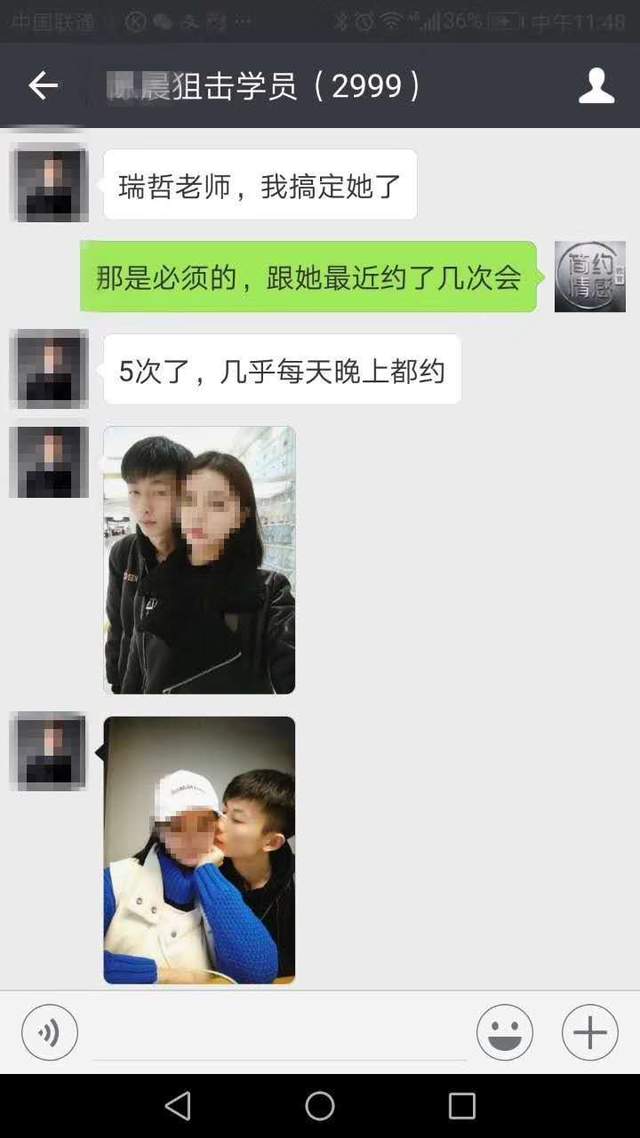 中国联通
36%
中午11:48
晨狙击学员（2999）
瑞哲老师，我搞定她了
那是必须的，跟她最近约了几次会
简约
情感
5次了，几乎每天晚上都约